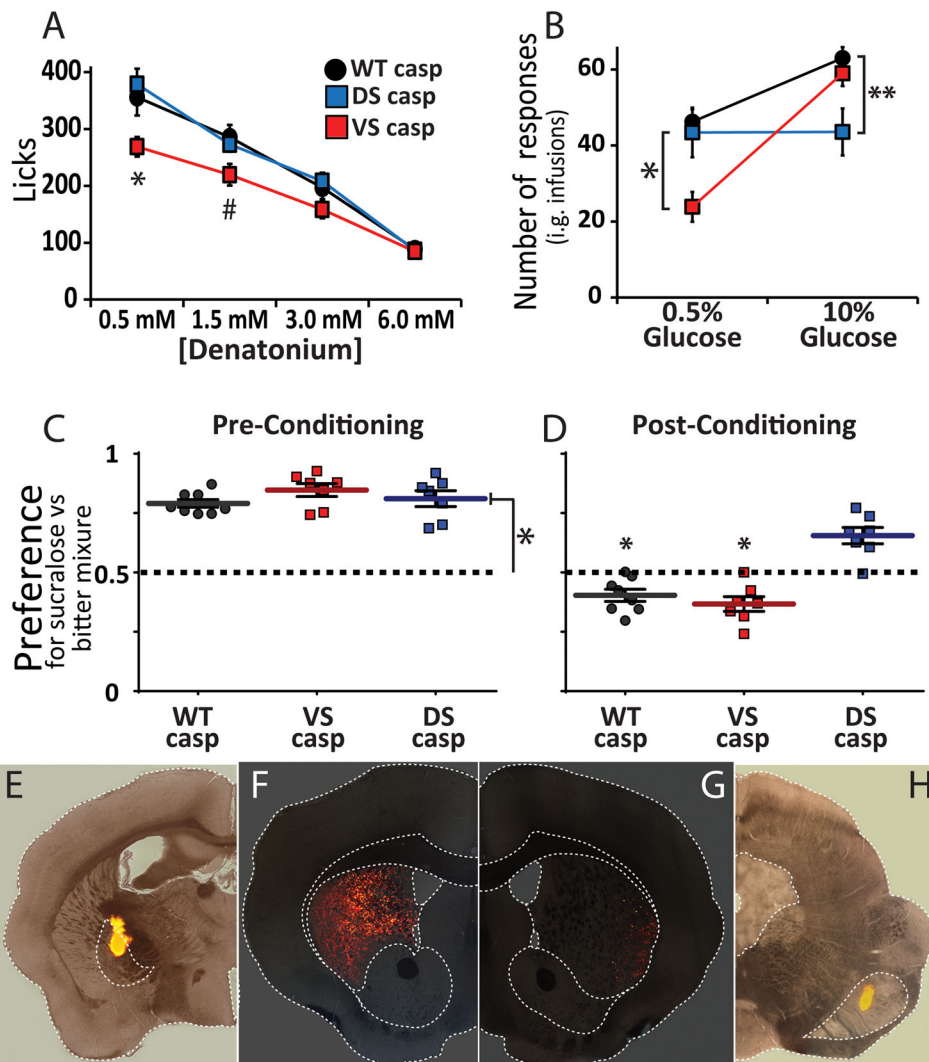 A
Licks
400
300
200
100
0
WT casp
DS casp
VS casp
*
#
0.5 mM
1.5 mM
3.0 mM
6.0 mM
[Denatonium]
B
Number of responses
(i.g. infusions)
60
40
20
0
*
**
0.5%
Glucose
10%
Glucose
C
Pre-Conditioning
Preference
for sucralose vs
bitter mixture
1
0.5
0
*
WT
casp
VS
casp
DS
casp
D
Post-Conditioning
*
*
WT
casp
VS
casp
DS
casp
E
F
G
H